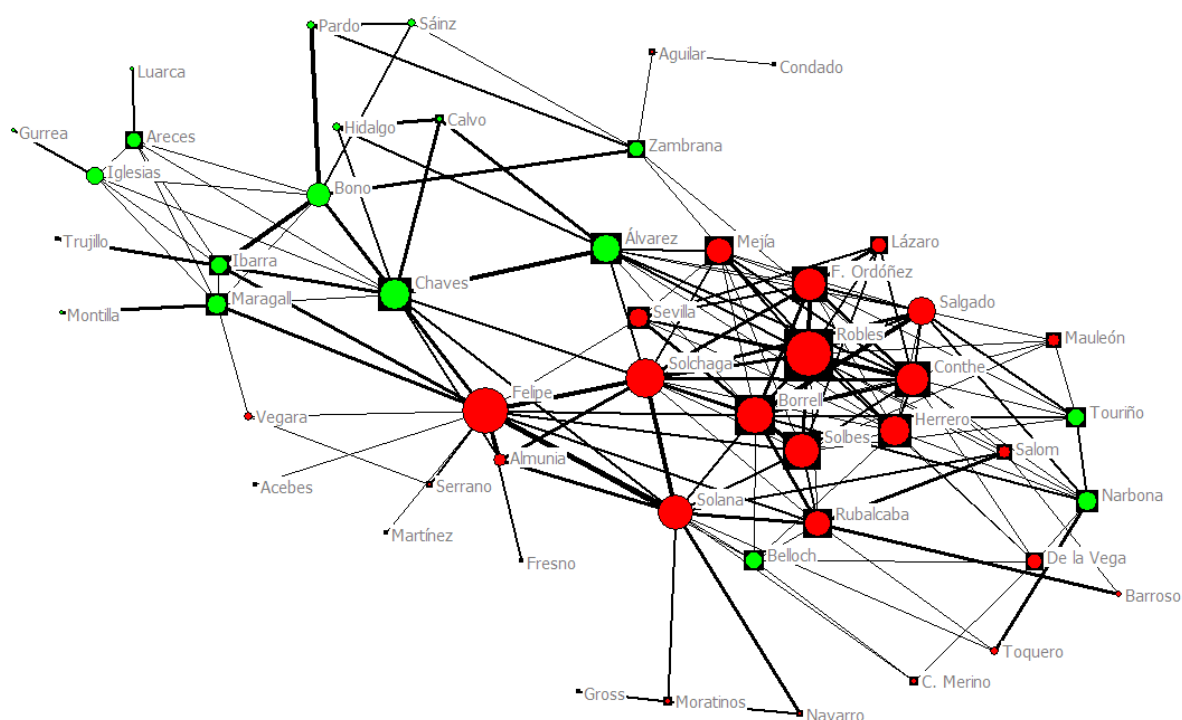 Pardo
Sáinz
Aguilar
Condado
Luarca
Hidalgo
Calvo
Gurrea
Areces
Zambrana
Iglesias
Bono
Trujillo
Ibarra
Álvarez
Mejía
Lázaro
F. Ordóñez
Chaves
Maragall
Montilla
Sevilla
Salgado
Robles
Mauleón
Solchaga
Conthe
Felipe
Borrell
Touriño
Vegara
Herrero
Solbes
Almunia
Salom
Acebes
Serrano
Solana
Narbona
Rubalcaba
Martínez
Fresno
Belloch
De la Vega
Barroso
Toquero
C. Merino
Gross
Moratinos
Navarro